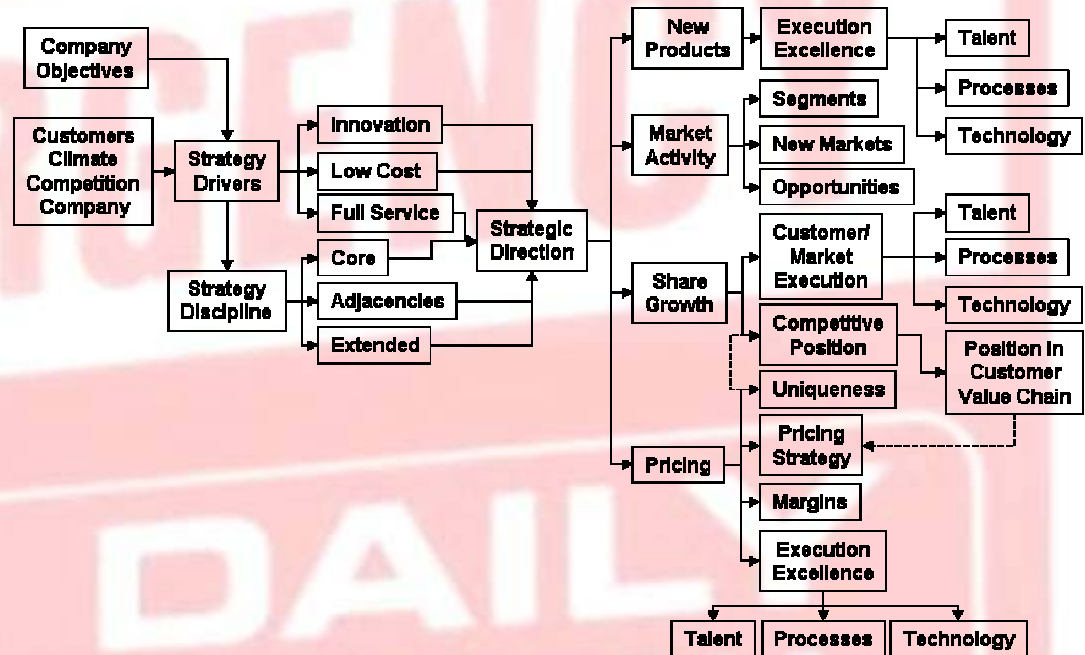 Company
Objectives
Customers
Climate
Competition
Company
Strategy
Drivers
Strategy
Discipline
Innovation
Low Cost
Full Service
Core
Adjacencies
Extended
Strategic
Direction
New
Products
Execution
Excellence
Talent
Processes
Technology
Market
Activity
Segments
New Markets
Opportunities
Share
Growth
Customer/
Market
Execution
Talent
Processes
Technology
Competitive
Position
Position In
Customer
Value Chain
Pricing
Uniqueness
Pricing
Strategy
Margins
Execution
Excellence
Talent
Processes
Technology
DAILY